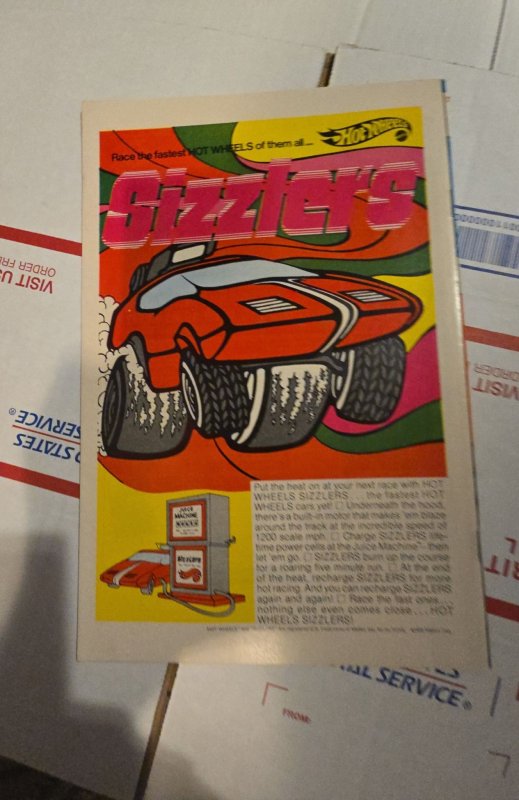 Race the fastest HOT WHEELS of them all....
Hot Wheels
Sizzlers
JUICE
MACHINE
Sizzlers
Put the heat on at your next race with HOT
WHEELS SIZZLERS . . . the fastest HOT
WHEELS cars yet! □ Underneath the hood,
there's a built-in motor that makes 'em blaze
around the track at the incredible speed of
1200 scale mph. □ Charge SIZZLERS life-
time power cells at the Juice Machine™ then
let 'em go. □ SIZZLERS burn up the course
for a roaring five minute run. □ At the end
of the heat, recharge SIZZLERS for more
hot racing. And you can recharge SIZZLERS
again and again! □ Race the fast ones...
nothing else even comes close . . . HOT
WHEELS SIZZLERS!
VISIT US
ORDER FRE
D STATES
SERVICE®
VISIT
AL SERVICE®
FROM: